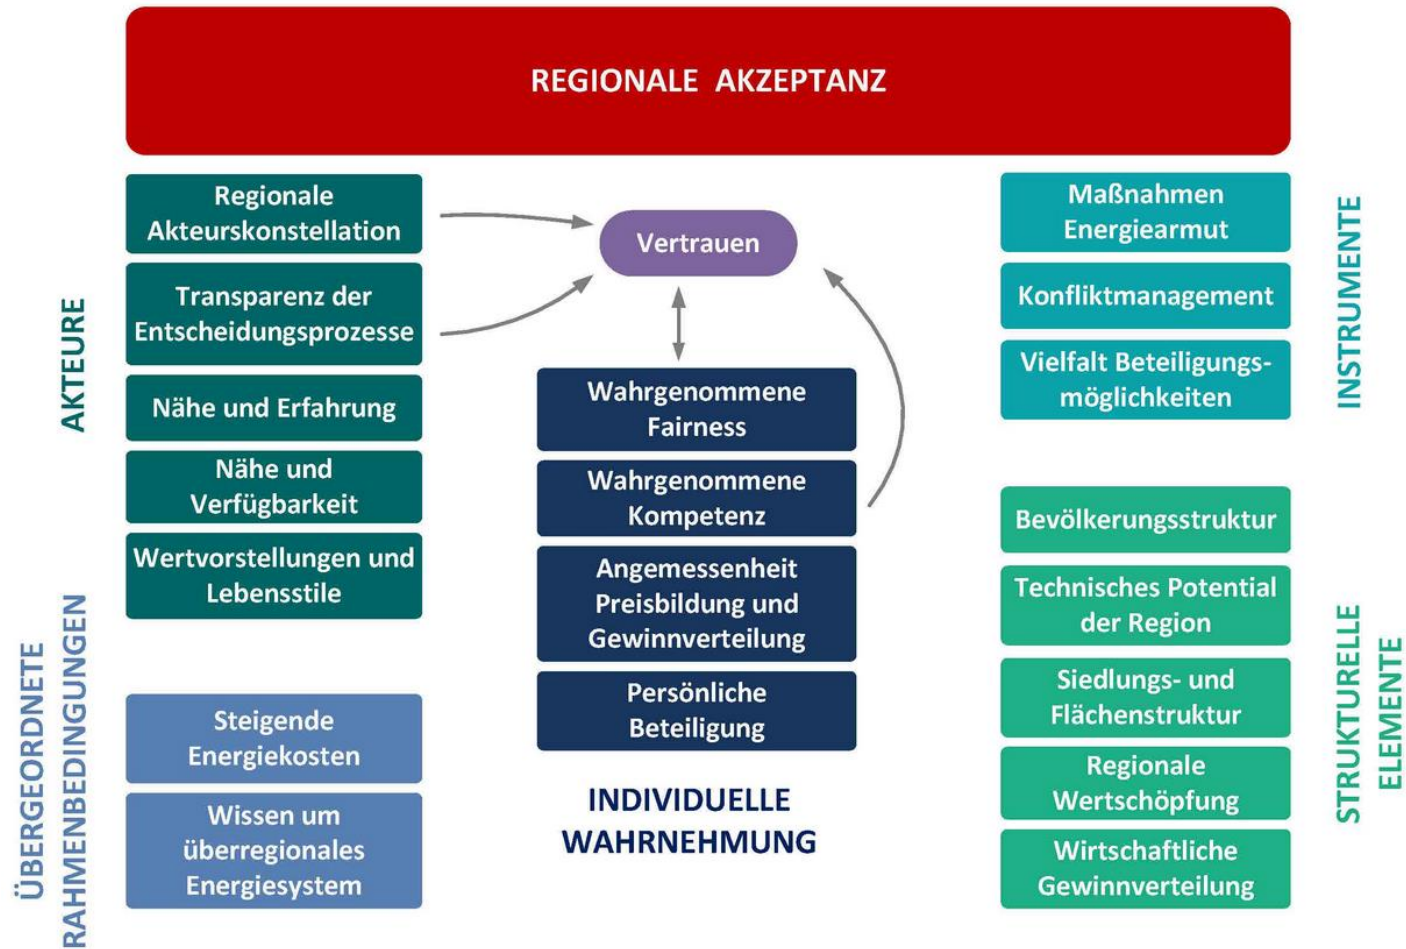 REGIONALE AKZEPTANZ
AKTEURE
Regionale
Akteurskonstellation
Transparenz der
Entscheidungsprozesse
Nähe und Erfahrung
Nähe und
Verfügbarkeit
Wertvorstellungen und
Lebensstile
ÜBERGEORDNETE
RAHMENBEDINGUNGEN
Steigende
Energiekosten
Wissen um
überregionales
Energiesystem
Vertrauen
Wahrgenommene
Fairness
Wahrgenommene
Kompetenz
Angemessenheit
Preisbildung und
Gewinnverteilung
Persönliche
Beteiligung
INDIVIDUELLE
WAHRNEHMUNG
Maßnahmen
Energiearmut
Konfliktmanagement
Vielfalt Beteiligungs-
möglichkeiten
INSTRUMENTE
Bevölkerungsstruktur
Technisches Potential
der Region
Siedlungs- und
Flächenstruktur
Regionale
Wertschöpfung
Wirtschaftliche
Gewinnverteilung
STRUKTURELLE
ELEMENTE